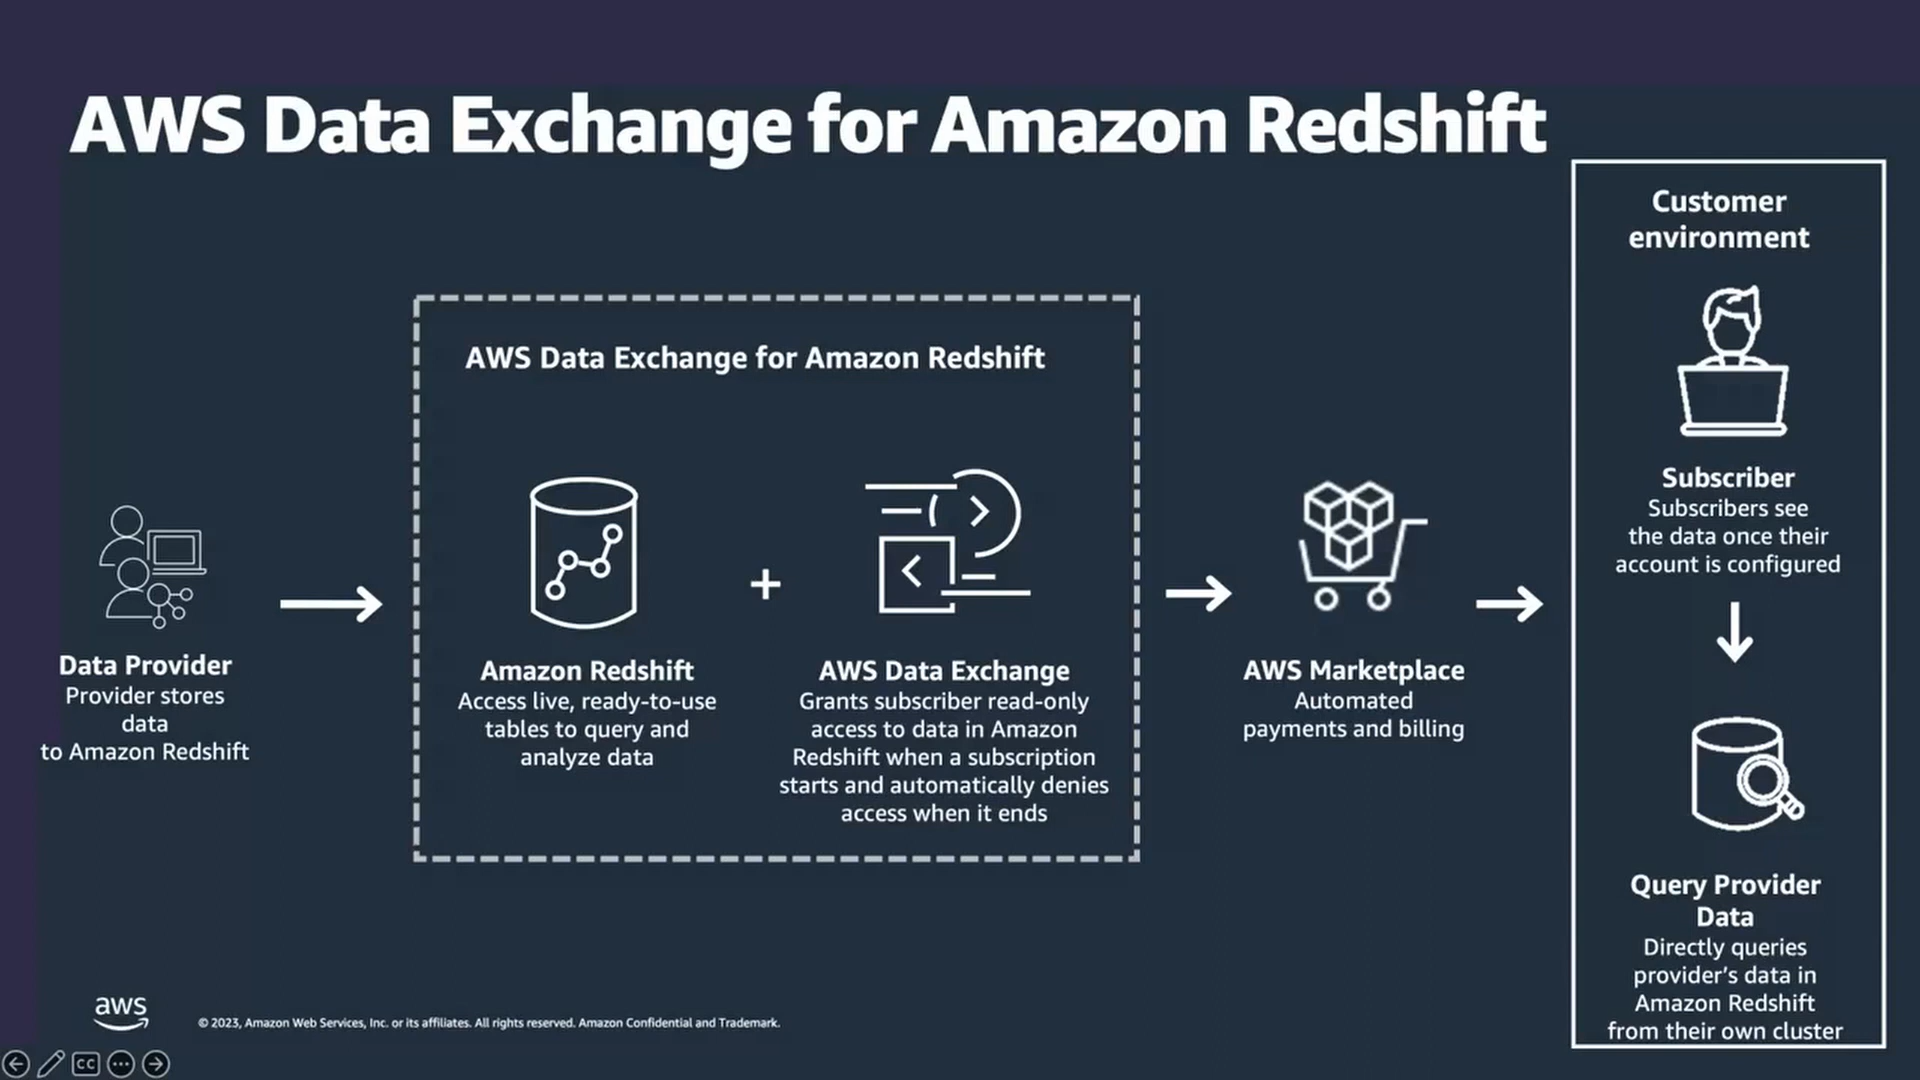 AWS Data Exchange for Amazon Redshift
Data Provider
Provider stores
data
to Amazon Redshift
AWS Data Exchange for Amazon Redshift
Amazon Redshift
Access live, ready-to-use
tables to query and
analyze data
+
AWS Data Exchange
Grants subscriber read-only
access to data in Amazon
Redshift when a subscription
starts and automatically denies
access when it ends
AWS Marketplace
Automated
payments and billing
Customer
environment
Subscriber
Subscribers see
the data once their
account is configured
Query Provider
Data
Directly queries
provider's data in
Amazon Redshift
from their own cluster
aws
© 2023, Amazon Web Services, Inc. or its affiliates. All rights reserved. Amazon Confidential and Trademark.
CC